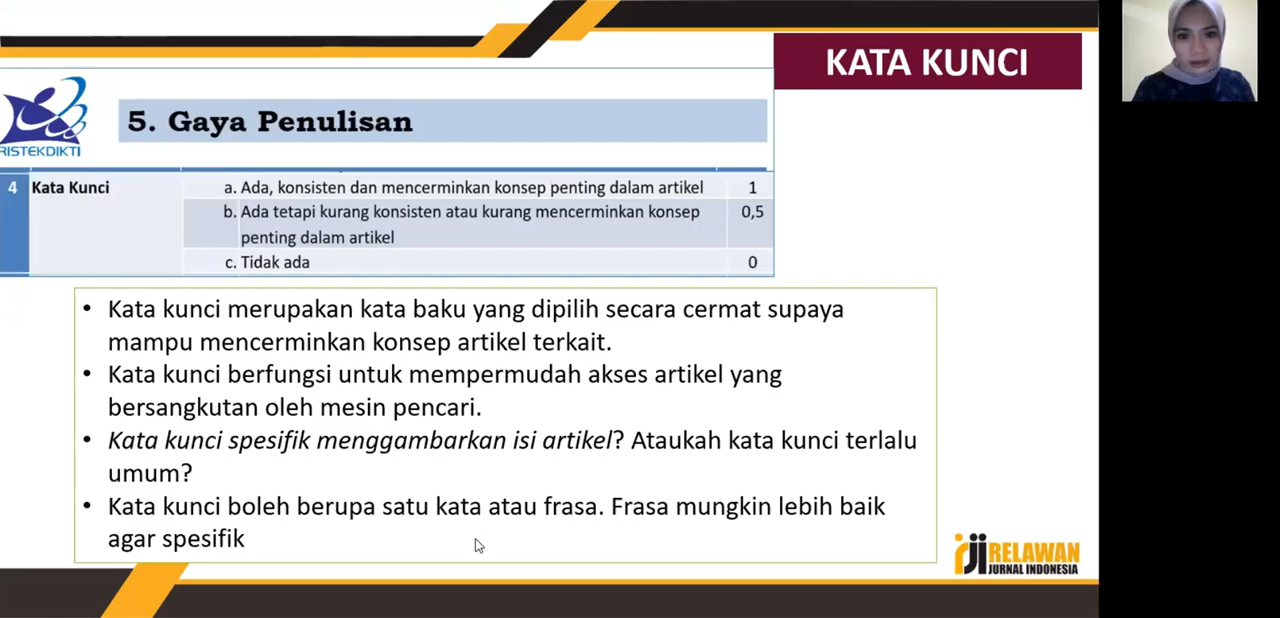 KATA KUNCI
5. Gaya Penulisan
RISTEKDIKTI
4 Kata Kunci a. Ada, konsisten dan mencerminkan konsep penting dalam artikel 1
b. Ada tetapi kurang konsisten atau kurang mencerminkan konsep 0,5
penting dalam artikel
c. Tidak ada 0
• Kata kunci merupakan kata baku yang dipilih secara cermat supaya
mampu mencerminkan konsep artikel terkait.
• Kata kunci berfungsi untuk mempermudah akses artikel yang
bersangkutan oleh mesin pencari.
• Kata kunci spesifik menggambarkan isi artikel? Ataukah kata kunci terlalu
umum?
• Kata kunci boleh berupa satu kata atau frasa. Frasa mungkin lebih baik
agar spesifik
rji RELAWAN
JURNAL INDONESIA